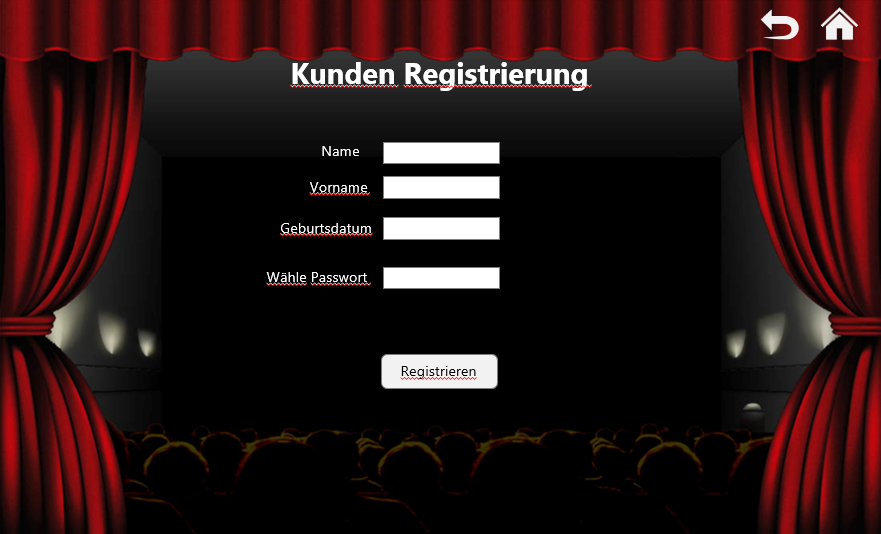 Kunden Registrierung
Name
Vorname
Geburtsdatum
Wähle Passwort
Registrieren